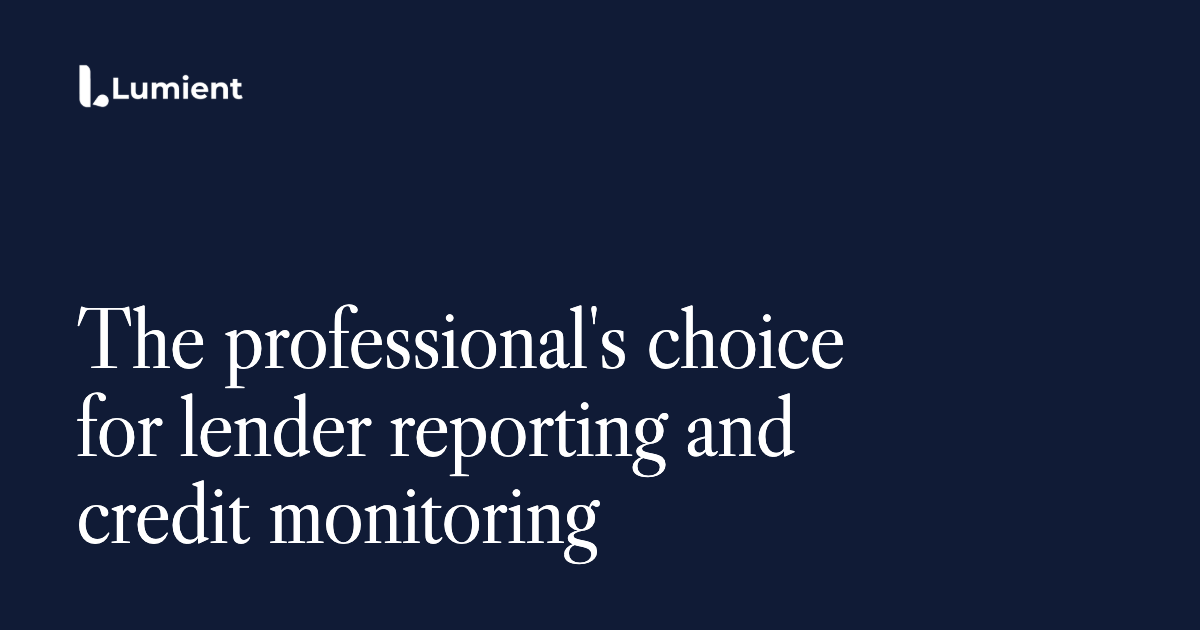 Lumient
The professional's choice
for lender reporting and
credit monitoring